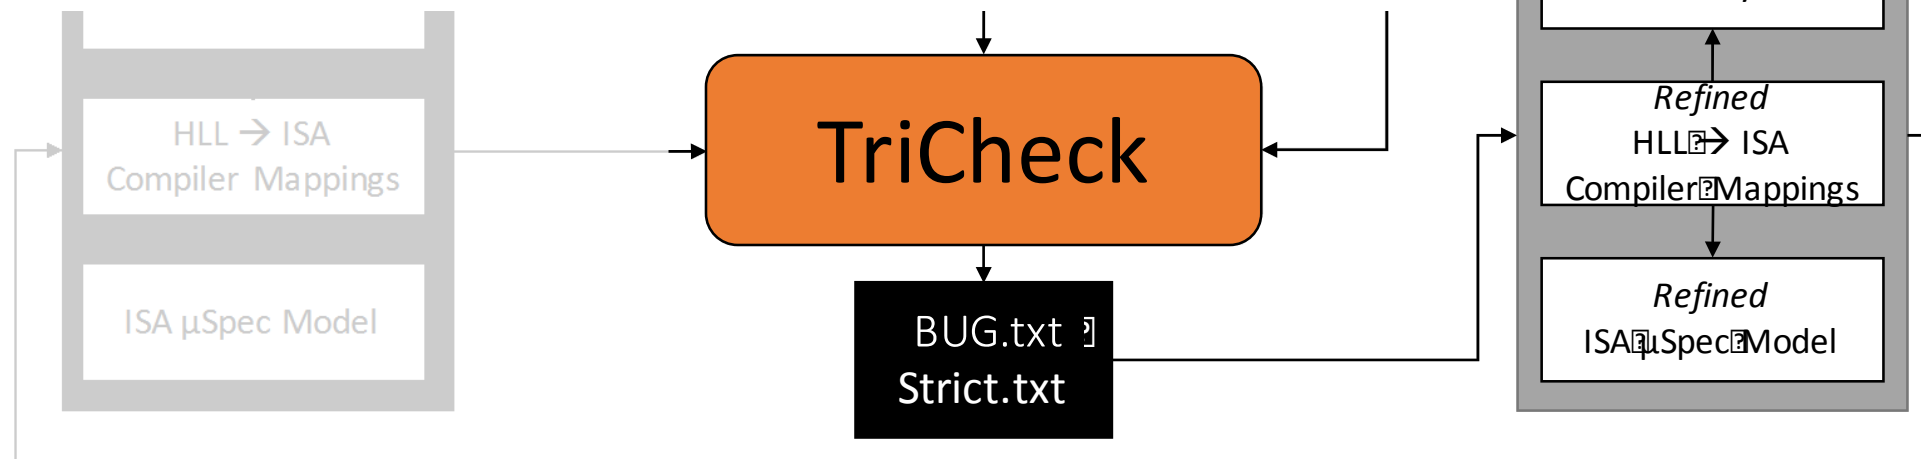 HLL → ISA
Compiler Mappings
ISA µSpec Model
TriCheck
BUG.txt
Strict.txt
Refined
HLL → ISA
Compiler Mappings
Refined
ISA µSpec Model